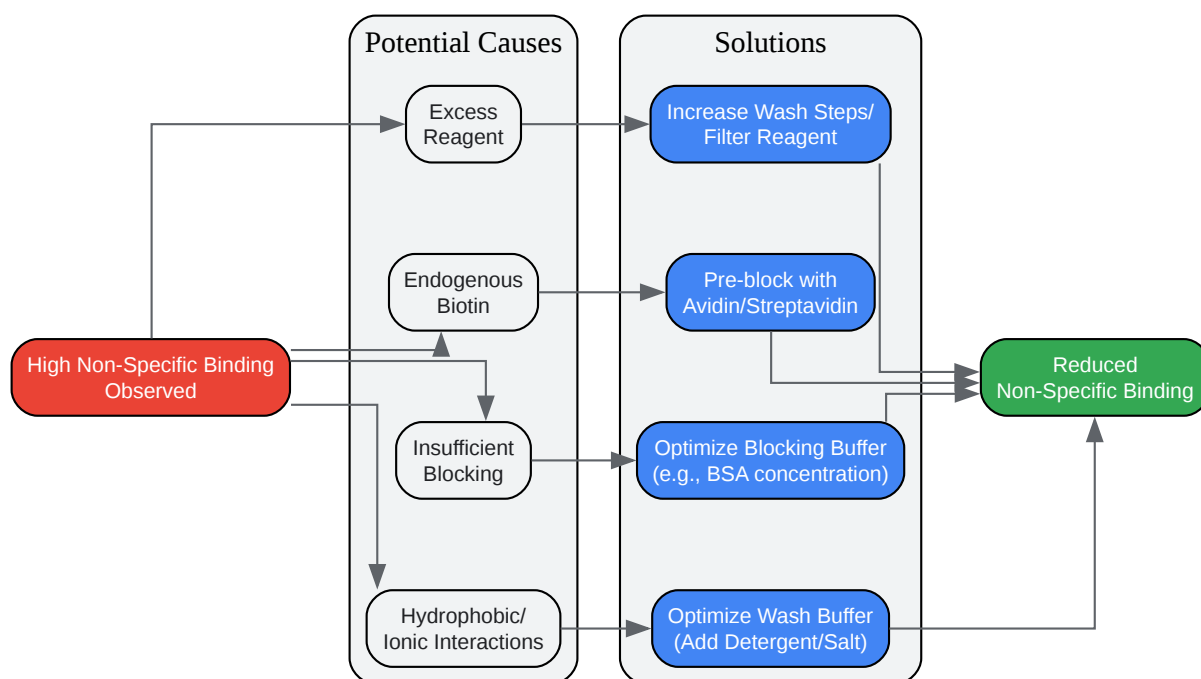 Potential Causes
Solutions
Excess
Reagent
Increase Wash Steps/
Filter Reagent
Endogenous
Biotin
Pre-block with
Avidin/Streptavidin
High Non-Specific Binding
Observed
Reduced
Non-Specific Binding
Insufficient
Blocking
Optimize Blocking Buffer
(e.g., BSA concentration)
Hydrophobic/
Ionic Interactions
Optimize Wash Buffer
(Add Detergent/Salt)